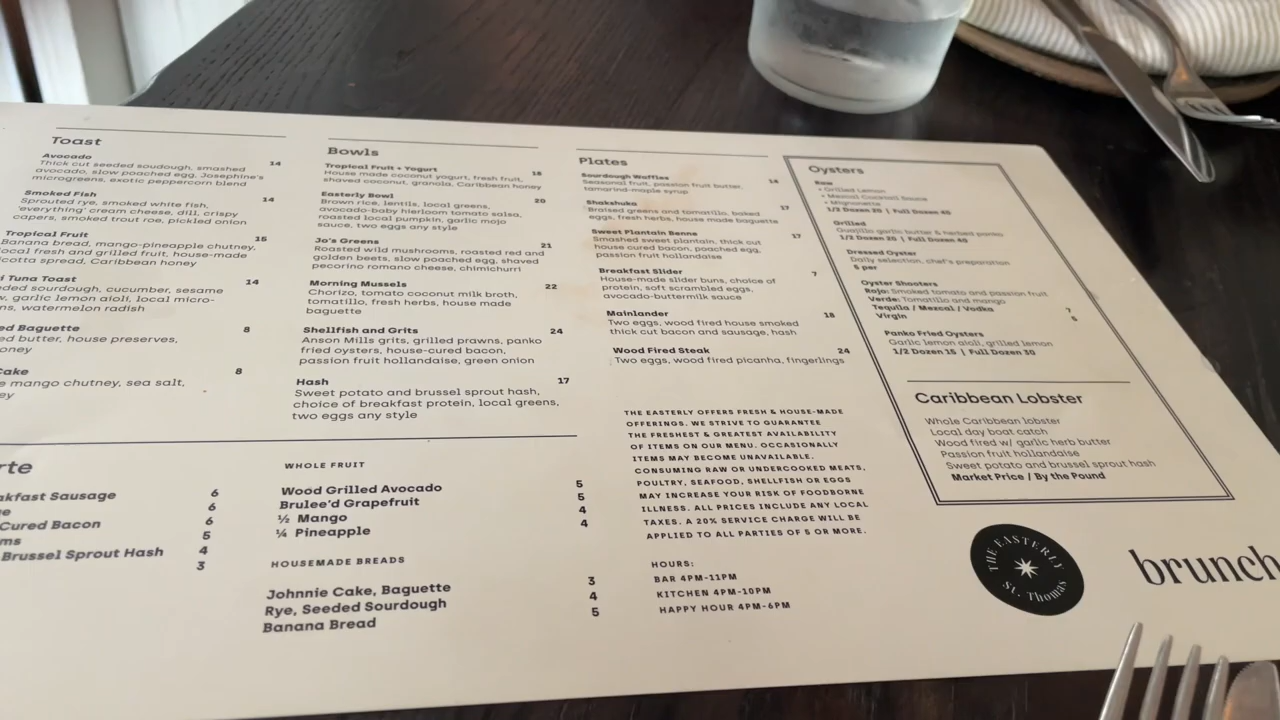 Toast
Avocado 14
Thick cut seeded soudough, smashed
avocado, slow poached egg, Josephine's
microgreens, exotic peppercorn blend
Smoked Fish 14
Sprouted rye, smoked white fish,
'everything' cream cheese, dill, crispy
capers, smoked trout roe, pickled onion
Tropical Fruit 15
Banana bread, mango-pineapple chutney,
local fresh and grilled fruit, house-made
ricotta spread, Caribbean honey
i Tuna Toast 14
ded sourdough, cucumber, sesame
w, garlic lemon aioli, local micro-
ns, watermelon radish
ed Baguette 8
ed butter, house preserves,
oney
Cake 8
e mango chutney, sea salt,
ey
Bowls
Tropical Fruit + Yogurt 18
House made coconut yogurt, fresh fruit,
shaved coconut, granola, Caribbean honey
Easterly Bowl 20
Brown rice, lentils, local greens,
avocado-baby hierloom tomato salsa,
roasted local pumpkin, garlic mojo
sauce, two eggs any style
Jo's Greens 21
Roasted wild mushrooms, roasted red and
golden beets, slow poached egg, shaved
pecorino romano cheese, chimichurri
Morning Mussels 22
Chorizo, tomato coconut milk broth,
tomatillo, fresh herbs, house made
baguette
Shellfish and Grits 24
Anson Mills grits, grilled prawns, panko
fried oysters, house-cured bacon,
passion fruit hollandaise, green onion
Hash 17
Sweet potato and brussel sprout hash,
choice of breakfast protein, local greens,
two eggs any style
Plates
Sourdough Waffles 14
Seasonal fruit, passion fruit butter,
tamarind-maple syrup
Shakshuka 17
Braised greens and tomatillo, baked
eggs, fresh herbs, house made baguette
Sweet Plantain Benne 17
Smashed sweet plantain, thick cut
house cured bacon, poached egg,
passion fruit hollandaise
Breakfast Slider 7
House-made slider buns, choice of
protein, soft scrambled eggs,
avocado-buttermilk sauce
Mainlander 18
Two eggs, wood fired house smoked
thick cut bacon and sausage, hash
Wood Fired Steak 24
Two eggs, wood fired picanha, fingerlings
Oysters
Raw
• Grilled Lemon
• Mezcal Cocktail Sauce
• Mignonette
1/2 Dozen 20 | Full Dozen 40
Grilled
Guajillo garlic butter & herbed panko
1/2 Dozen 20 | Full Dozen 40
Dressed Oyster
Daily selection, chef's preparation
5 per
Oyster Shooters
Rojo: Smoked tomato and passion fruit
Verde: Tomatillo and mango
Tequila / Mezcal / Vodka 7
Virgin 5
Panko Fried Oysters
Garlic lemon aioli, grilled lemon
1/2 Dozen 15 | Full Dozen 30
Caribbean Lobster
Whole Caribbean lobster
Local day boat catch
Wood fired w/ garlic herb butter
Passion fruit hollandaise
Sweet potato and brussel sprout hash
Market Price / By the Pound
rte
akfast Sausage 6
ge 6
Cured Bacon 6
ms 5
Brussel Sprout Hash 4
3
WHOLE FRUIT
Wood Grilled Avocado 5
Brulee'd Grapefruit 5
½ Mango 4
¼ Pineapple 4
HOUSEMADE BREADS
Johnnie Cake, Baguette 3
Rye, Seeded Sourdough 4
Banana Bread 5
THE EASTERLY OFFERS FRESH & HOUSE-MADE
OFFERINGS. WE STRIVE TO GUARANTEE
THE FRESHEST & GREATEST AVAILABILITY
OF ITEMS ON OUR MENU. OCCASIONALLY
ITEMS MAY BECOME UNAVAILABLE.
CONSUMING RAW OR UNDERCOOKED MEATS,
POULTRY, SEAFOOD, SHELLFISH OR EGGS
MAY INCREASE YOUR RISK OF FOODBORNE
ILLNESS. ALL PRICES INCLUDE ANY LOCAL
TAXES. A 20% SERVICE CHARGE WILL BE
APPLIED TO ALL PARTIES OF 5 OR MORE.
HOURS:
BAR 4PM-11PM
KITCHEN 4PM-10PM
HAPPY HOUR 4PM-6PM
THE EASTERLY
St. Thomas
brunch